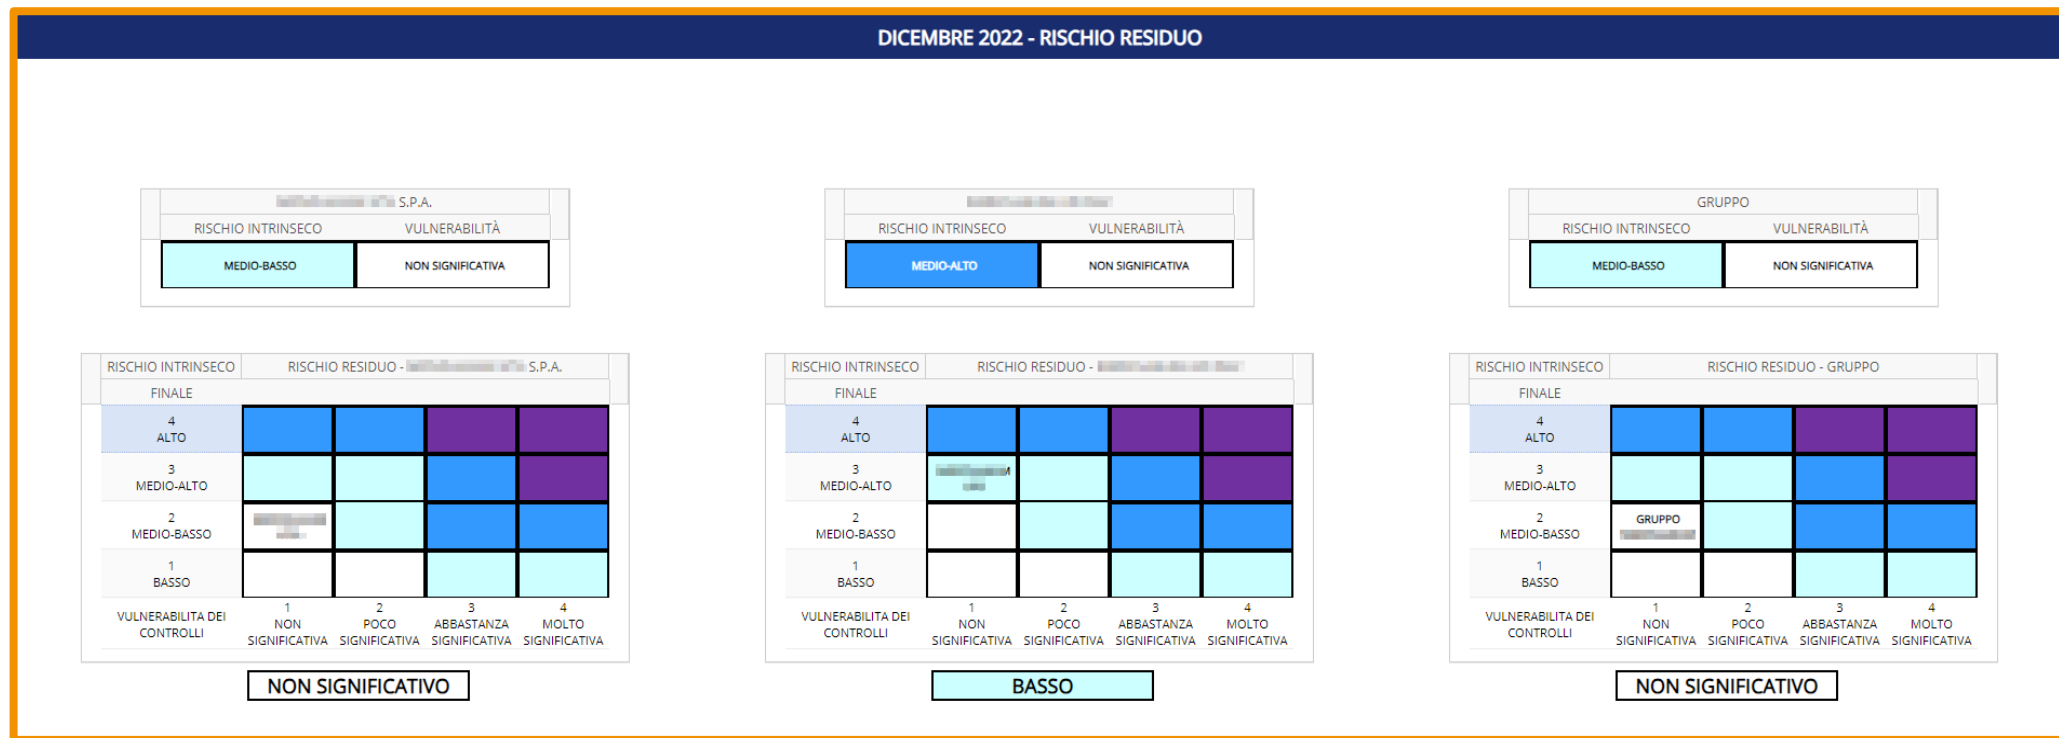 DICEMBRE 2022 - RISCHIO RESIDUO
S.P.A.
RISCHIO INTRINSECO VULNERABILITÀ
MEDIO-BASSO NON SIGNIFICATIVA
RISCHIO INTRINSECO VULNERABILITÀ
MEDIO-ALTO NON SIGNIFICATIVA
GRUPPO
RISCHIO INTRINSECO VULNERABILITÀ
MEDIO-BASSO NON SIGNIFICATIVA
RISCHIO INTRINSECO RISCHIO RESIDUO - S.P.A.
FINALE
4
ALTO
3
MEDIO-ALTO
2
MEDIO-BASSO
1
BASSO
VULNERABILITA DEI
CONTROLLI
1
NON
SIGNIFICATIVA
2
POCO
SIGNIFICATIVA
3
ABBASTANZA
SIGNIFICATIVA
4
MOLTO
SIGNIFICATIVA
NON SIGNIFICATIVO
RISCHIO INTRINSECO RISCHIO RESIDUO -
FINALE
4
ALTO
3
MEDIO-ALTO
2
MEDIO-BASSO
1
BASSO
VULNERABILITA DEI
CONTROLLI
1
NON
SIGNIFICATIVA
2
POCO
SIGNIFICATIVA
3
ABBASTANZA
SIGNIFICATIVA
4
MOLTO
SIGNIFICATIVA
BASSO
RISCHIO INTRINSECO RISCHIO RESIDUO - GRUPPO
FINALE
4
ALTO
3
MEDIO-ALTO
2
MEDIO-BASSO
GRUPPO
1
BASSO
VULNERABILITA DEI
CONTROLLI
1
NON
SIGNIFICATIVA
2
POCO
SIGNIFICATIVA
3
ABBASTANZA
SIGNIFICATIVA
4
MOLTO
SIGNIFICATIVA
NON SIGNIFICATIVO